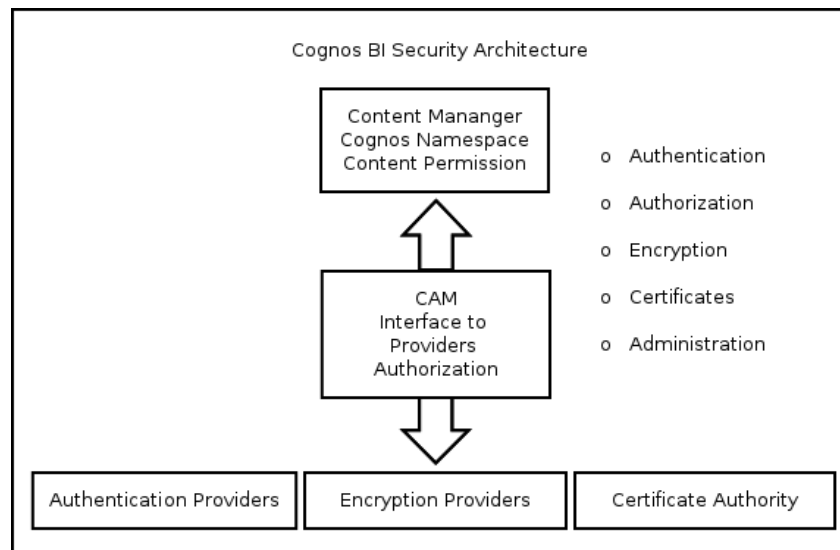 Cognos BI Security Architecture
Content Mananger
Cognos Namespace
Content Permission
o Authentication
o Authorization
o Encryption
o Certificates
o Administration
CAM
Interface to
Providers
Authorization
Authentication Providers
Encryption Providers
Certificate Authority